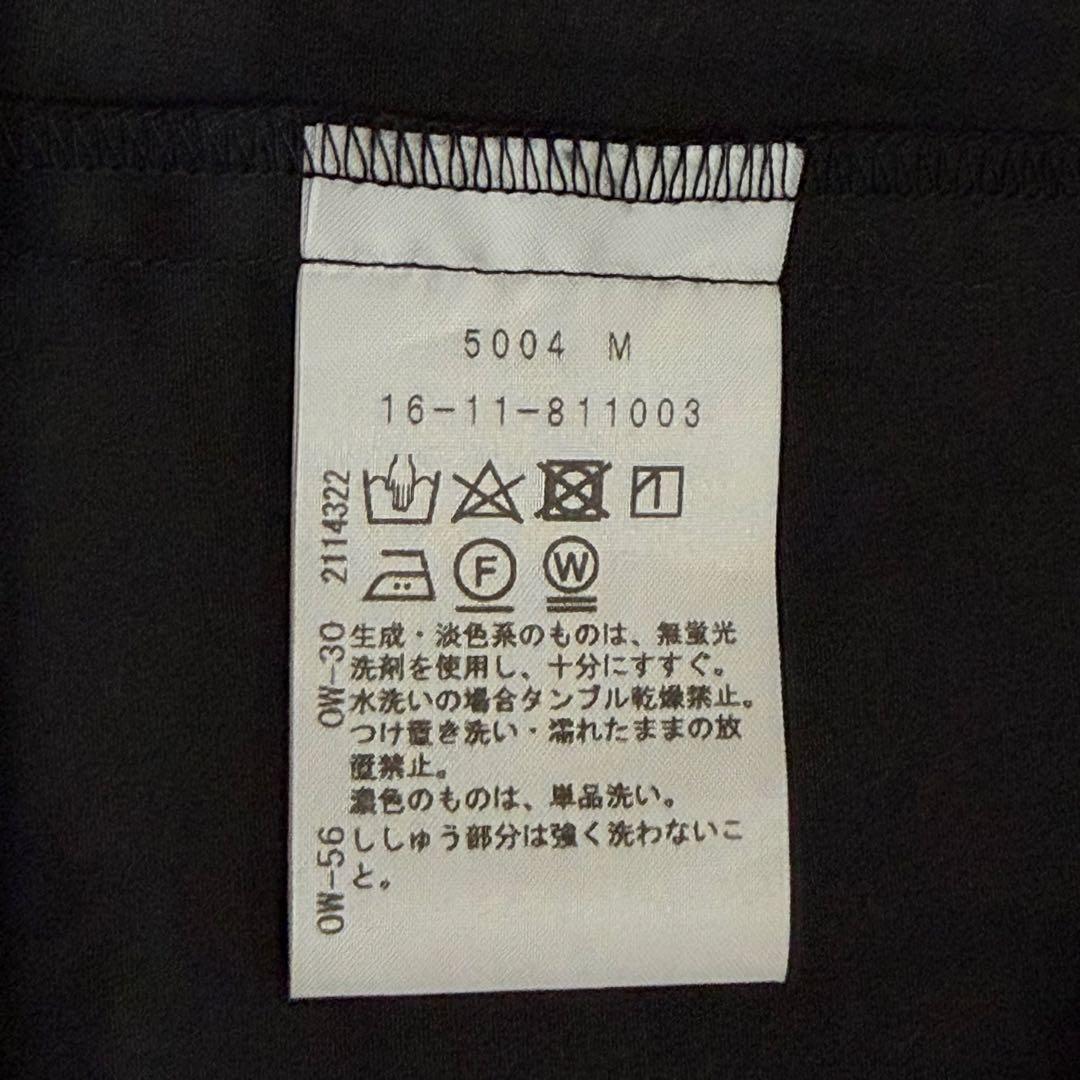 5004 M
16-11-811003
2114322
F
W
OW-30
生成・淡色系のものは、無蛍光
洗剤を使用し、十分にすすぐ。
水洗いの場合タンブル乾燥禁止。
つけ置き洗い・濡れたままの放
置禁止。
濃色のものは、単品洗い。
OW-56
ししゅう部分は強く洗わないこ
と。